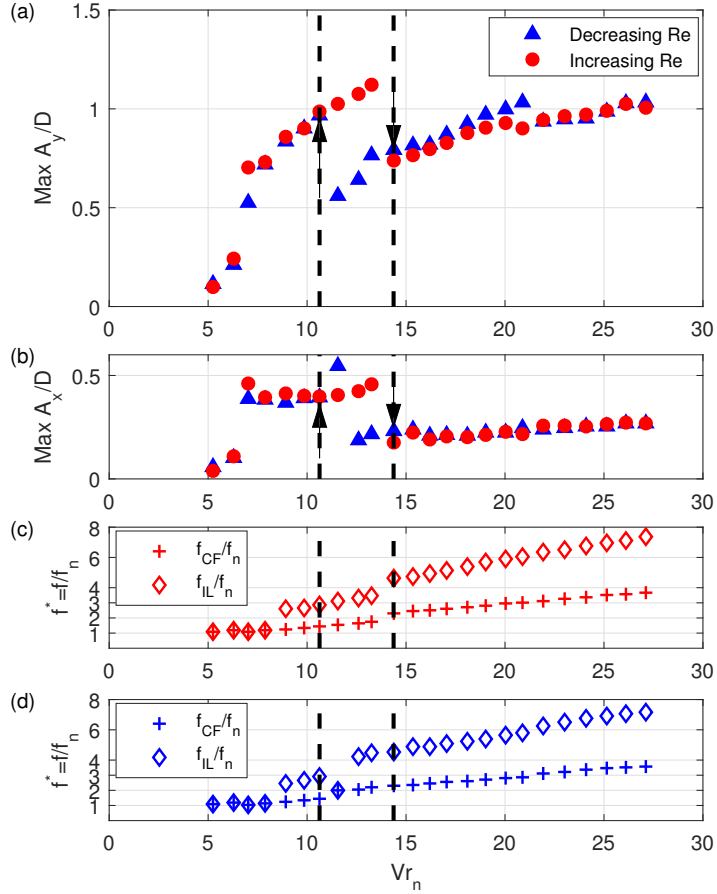 (a)
Max A_y/D
1.5
1
0.5
0
Decreasing Re
Increasing Re
0 5 10 15 20 25 30
(b)
Max A_x/D
0.5
0
0 5 10 15 20 25 30
(c)
f^*=f/f_n
8
6
4
3
2
1
f_CF/f_n
f_IL/f_n
0 5 10 15 20 25 30
(d)
f^*=f/f_n
8
6
4
3
2
1
f_CF/f_n
f_IL/f_n
0 5 10 15 20 25 30
Vr_n